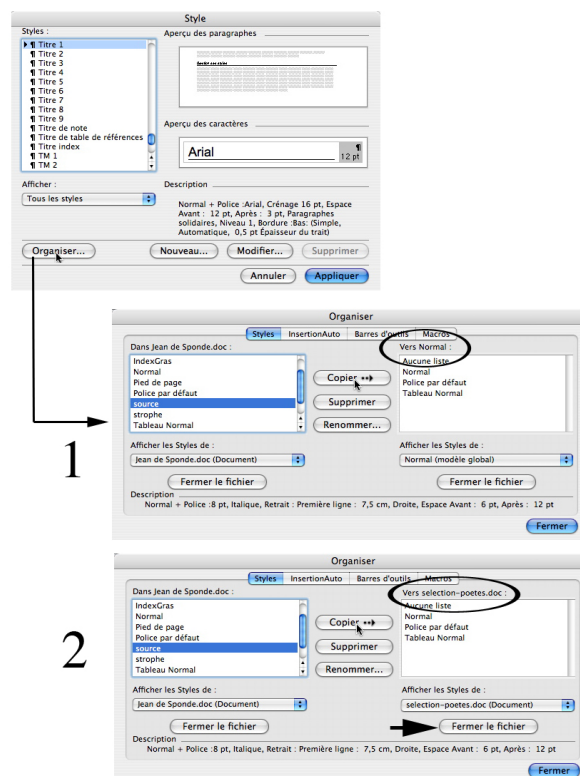 Style
Styles :
Aperçu des paragraphes
¶ Titre 1
¶ Titre 2
¶ Titre 3
¶ Titre 4
¶ Titre 5
¶ Titre 6
¶ Titre 7
¶ Titre 8
¶ Titre 9
¶ Titre de note
¶ Titre de table de références
¶ Titre index
¶ TM 1
¶ TM 2
Aperçu des caractères
Arial
¶
12 pt
Afficher :
Tous les styles
Description
Normal + Police :Arial, Crénage 16 pt, Espace
Avant : 12 pt, Après : 3 pt, Paragraphes
solidaires, Niveau 1, Bordure :Bas: (Simple,
Automatique, 0,5 pt Épaisseur du trait)
Organiser...
Nouveau...
Modifier...
Supprimer
Annuler
Appliquer
1
Organiser
Styles InsertionAuto Barres d'outils Macros
Dans Jean de Sponde.doc :
Vers Normal :
IndexGras
Normal
Pied de page
Police par défaut
source
strophe
Tableau Normal
Copier
Supprimer
Renommer...
Aucune liste
Normal
Police par défaut
Tableau Normal
Afficher les Styles de :
Jean de Sponde.doc (Document)
Fermer le fichier
Afficher les Styles de :
Normal (modèle global)
Fermer le fichier
Description
Normal + Police :8 pt, Italique, Retrait : Première ligne : 7,5 cm, Droite, Espace Avant : 6 pt, Après : 12 pt
Fermer
2
Organiser
Styles InsertionAuto Barres d'outils Macros
Dans Jean de Sponde.doc :
Vers selection-poetes.doc :
IndexGras
Normal
Pied de page
Police par défaut
source
strophe
Tableau Normal
Copier
Supprimer
Renommer...
Aucune liste
Normal
Police par défaut
Tableau Normal
Afficher les Styles de :
Jean de Sponde.doc (Document)
Fermer le fichier
Afficher les Styles de :
selection-poetes.doc (Document)
Fermer le fichier
Description
Normal + Police :8 pt, Italique, Retrait : Première ligne : 7,5 cm, Droite, Espace Avant : 6 pt, Après : 12 pt
Fermer